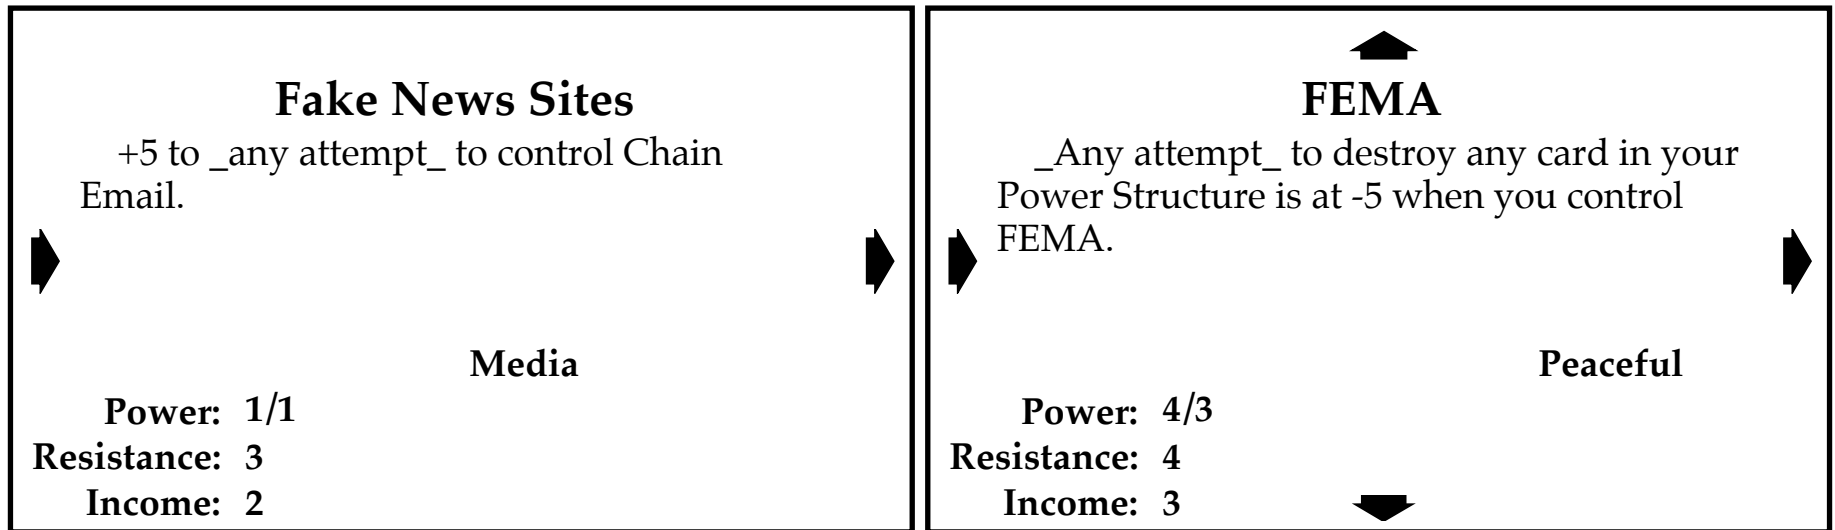 Fake News Sites
+5 to _any attempt_ to control Chain
Email.
Media
Power: 1/1
Resistance: 3
Income: 2
FEMA
_Any attempt_ to destroy any card in your
Power Structure is at -5 when you control
FEMA.
Peaceful
Power: 4/3
Resistance: 4
Income: 3